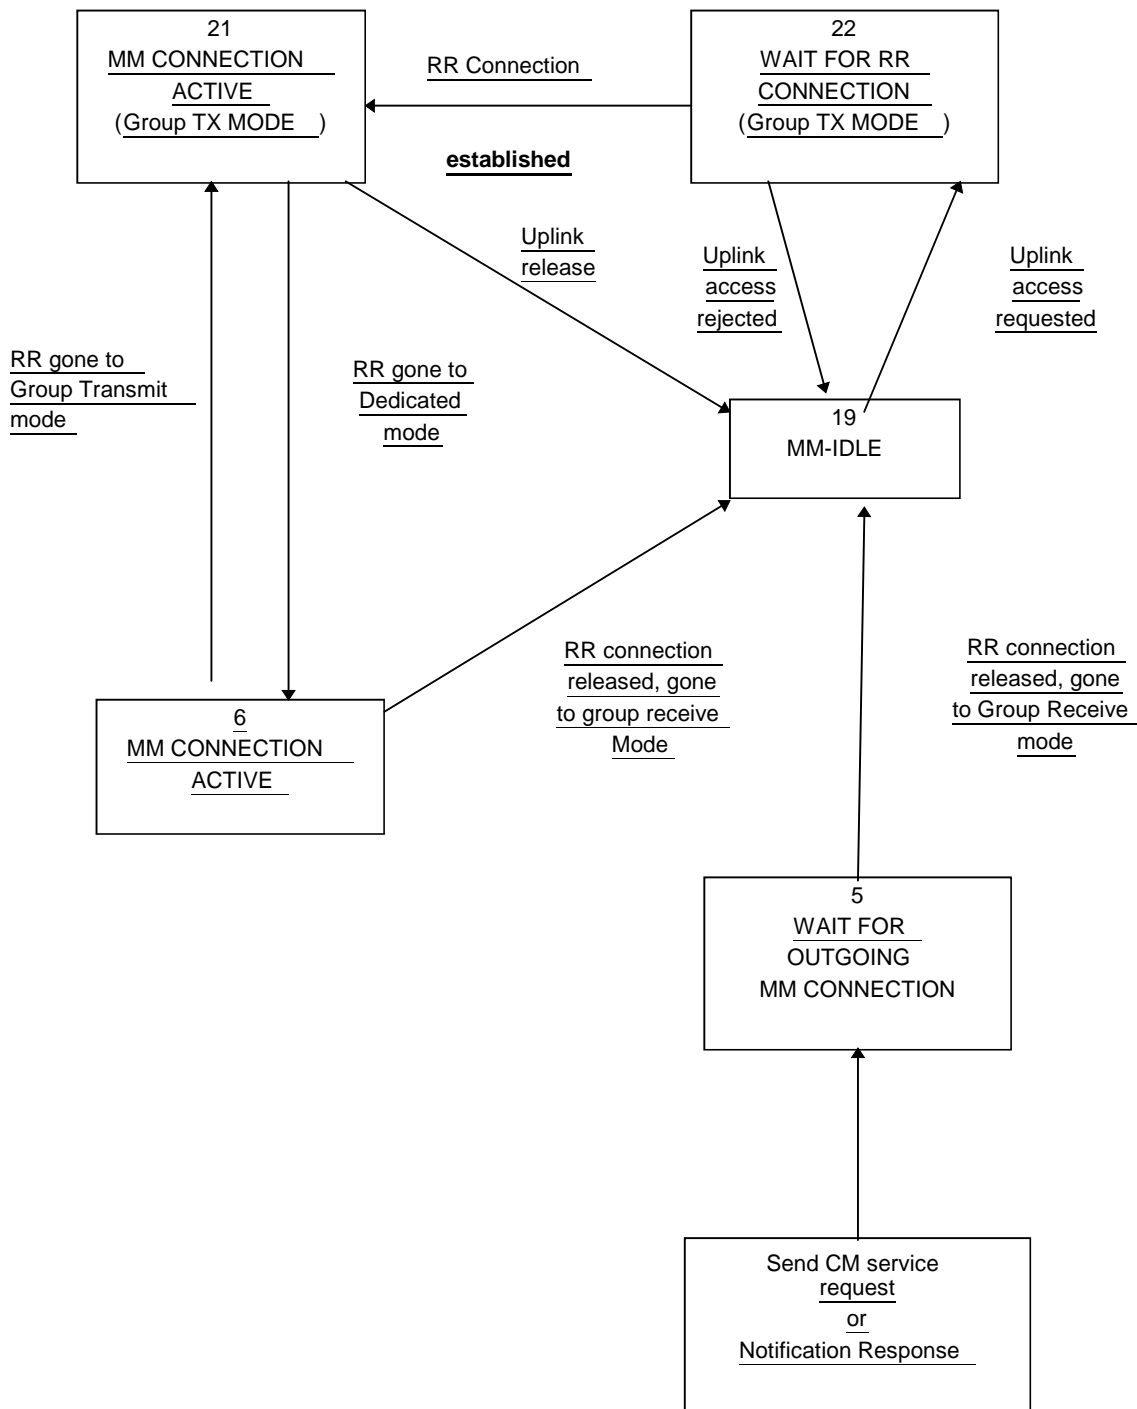 21
MM CONNECTION
ACTIVE
(Group TX MODE )
RR Connection
established
22
WAIT FOR RR
CONNECTION
(Group TX MODE )
Uplink
release
Uplink
access
rejected
Uplink
access
requested
RR gone to
Group Transmit
mode
RR gone to
Dedicated
mode
19
MM-IDLE
RR connection
released, gone
to group receive
Mode
RR connection
released, gone
to Group Receive
mode
6
MM CONNECTION
ACTIVE
5
WAIT FOR
OUTGOING
MM CONNECTION
Send CM service
request
or
Notification Response